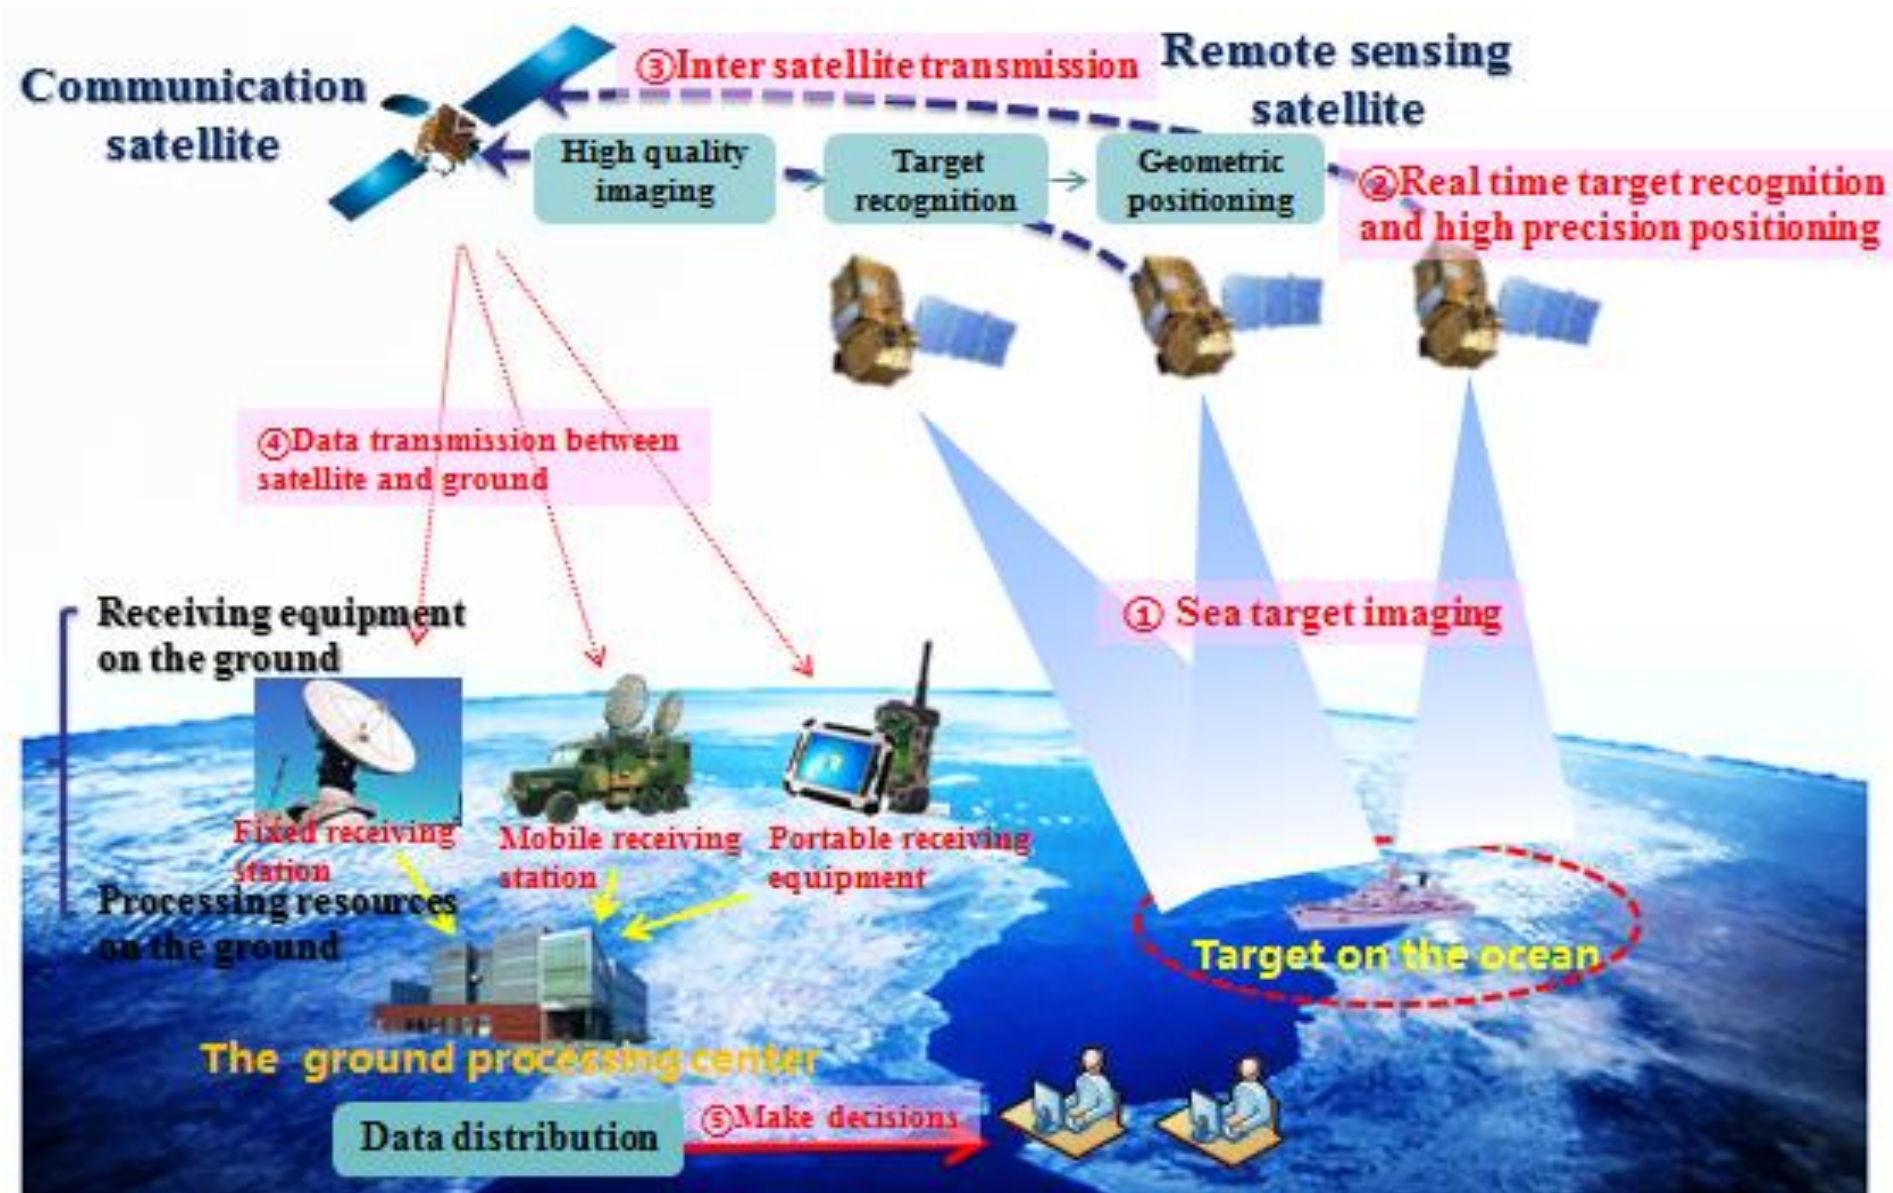 Communication
satellite
③Inter satellite transmission
Remote sensing
satellite
High quality
imaging
Target
recognition
Geometric
positioning
②Real time target recognition
and high precision positioning
④Data transmission between
satellite and ground
① Sea target imaging
Receiving equipment
on the ground
Fixed receiving
station
Mobile receiving
station
Portable receiving
equipment
Processing resources
on the ground
Target on the ocean
The ground processing center
Data distribution
⑤Make decisions